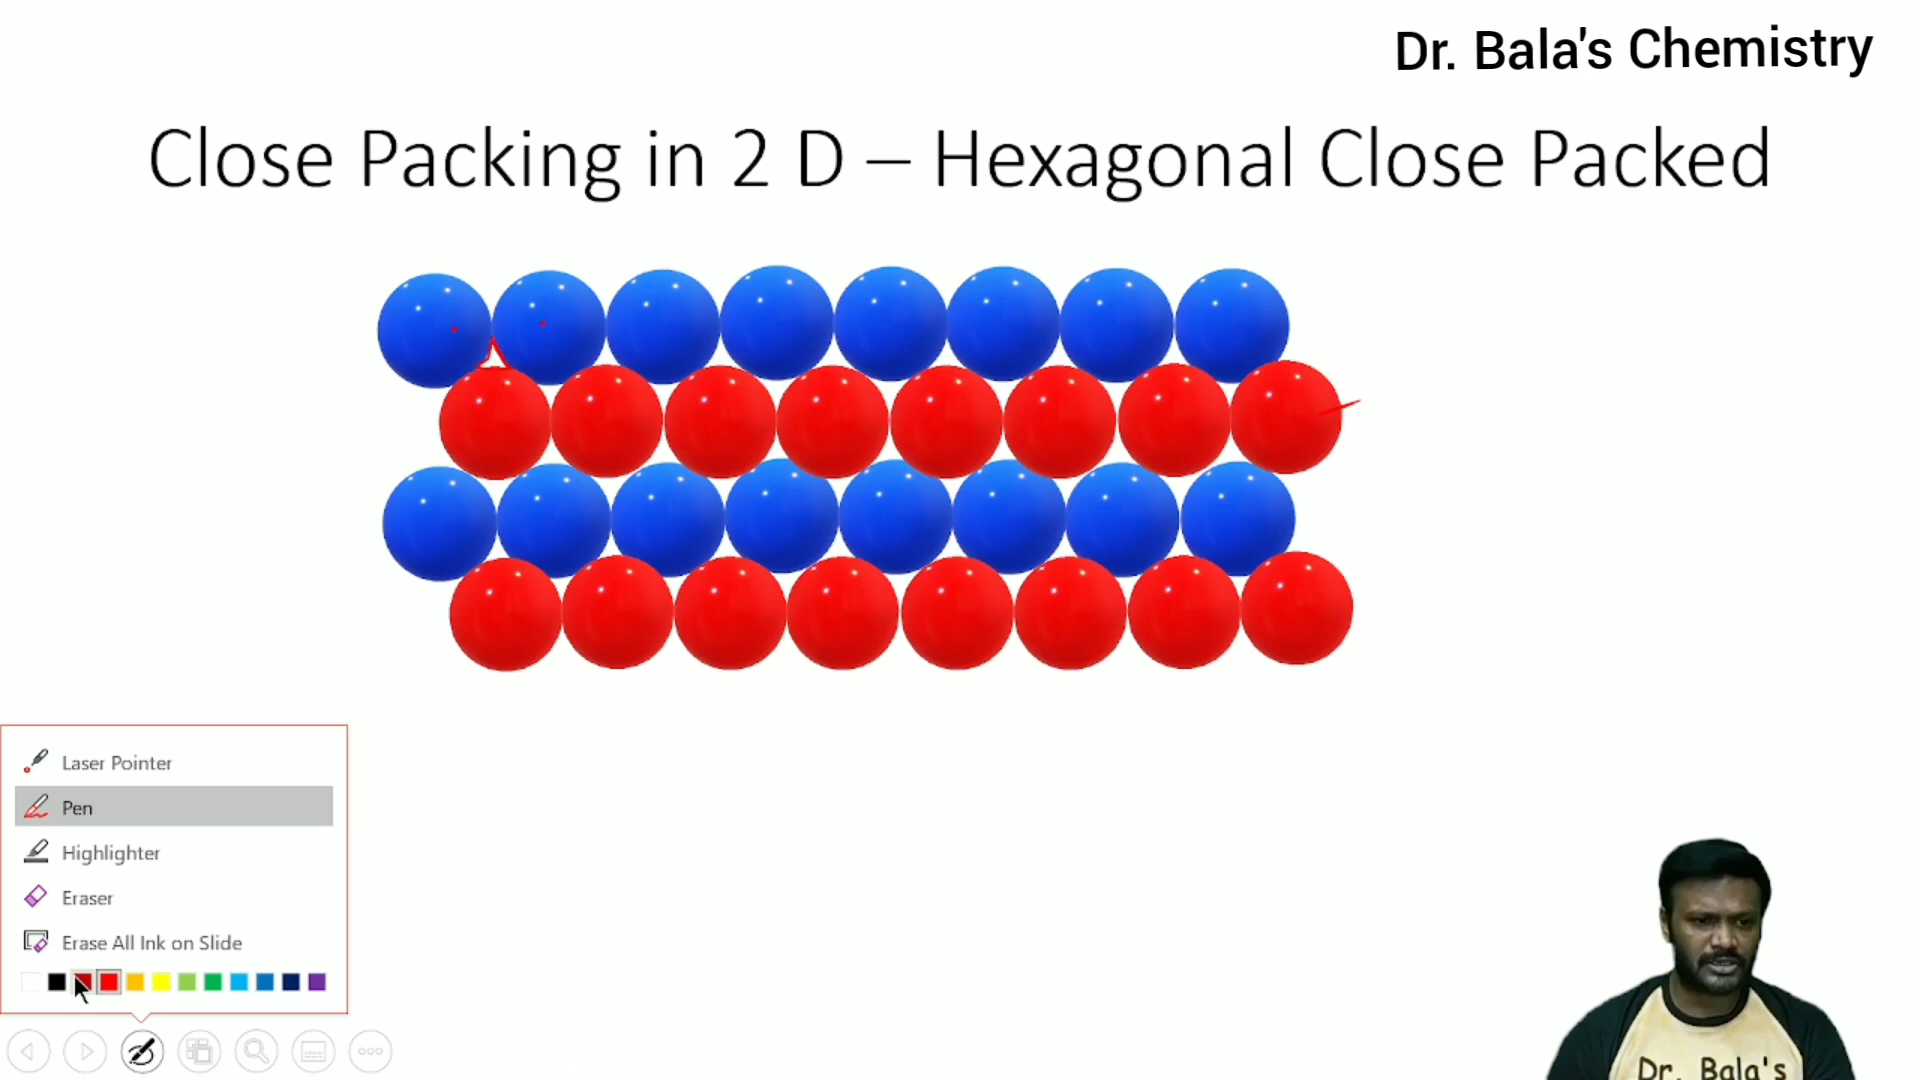 Dr. Bala's Chemistry
Close Packing in 2 D – Hexagonal Close Packed
Laser Pointer
Pen
Highlighter
Eraser
Erase All Ink on Slide
Dr. Bala's